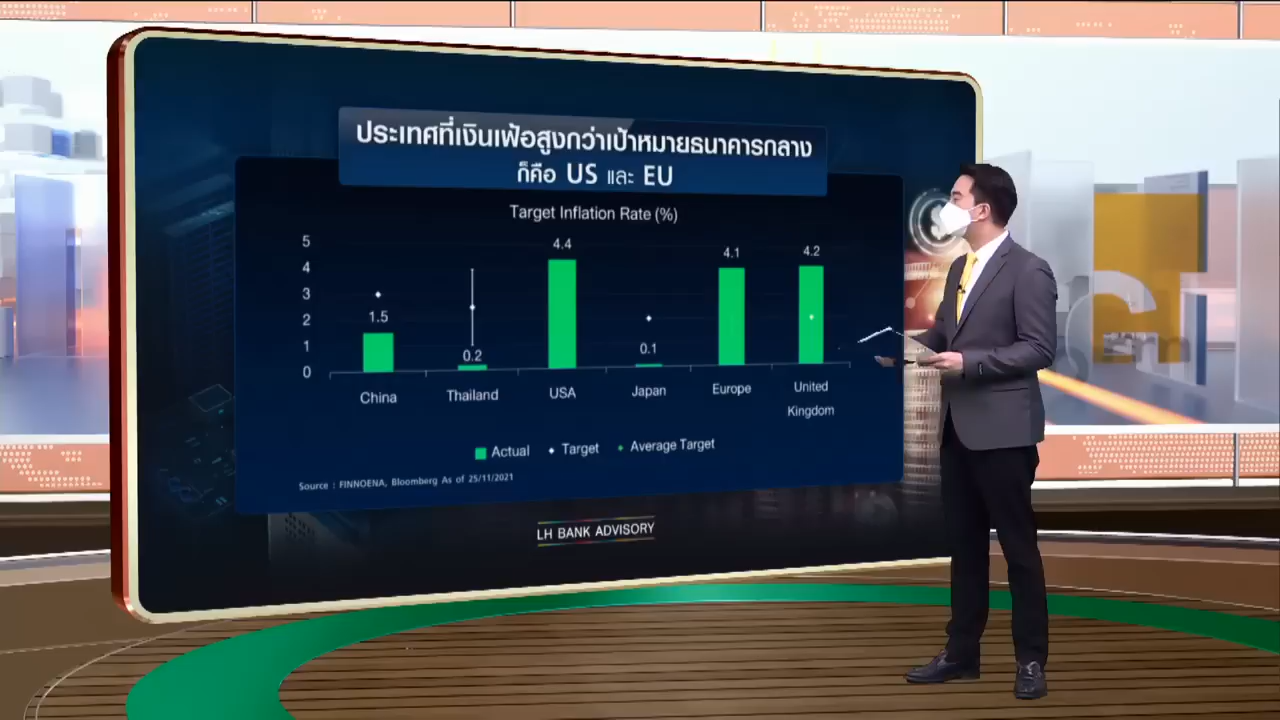 ประเทศที่เงินเฟ้อสูงกว่าเป้าหมายธนาคารกลาง
ก็คือ US และ EU
Target Inflation Rate (%)
5
4
3
2
1
0
1.5
0.2
4.4
0.1
4.1
4.2
China
Thailand
USA
Japan
Europe
United
Kingdom
Actual
Target
Average Target
Source : FINNOENA, Bloomberg As of 25/11/2021
LH BANK ADVISORY